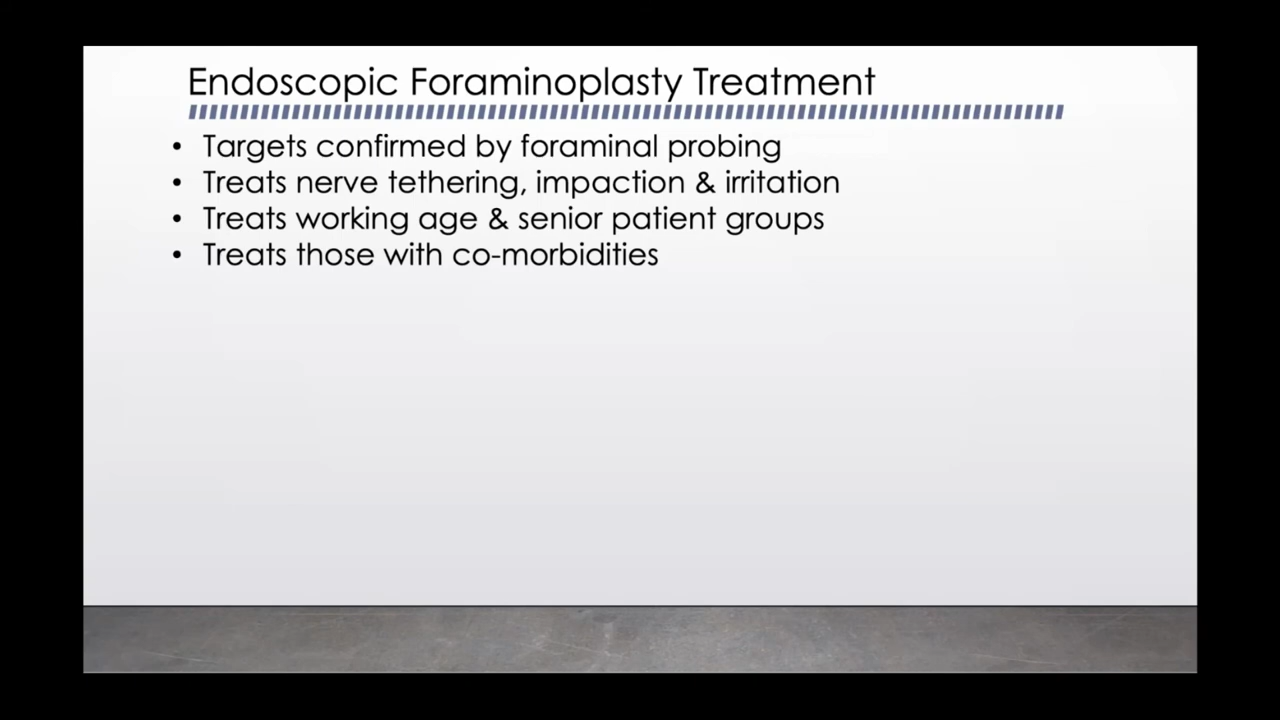 Endoscopic Foraminoplasty Treatment
• Targets confirmed by foraminal probing
• Treats nerve tethering, impaction & irritation
• Treats working age & senior patient groups
• Treats those with co-morbidities